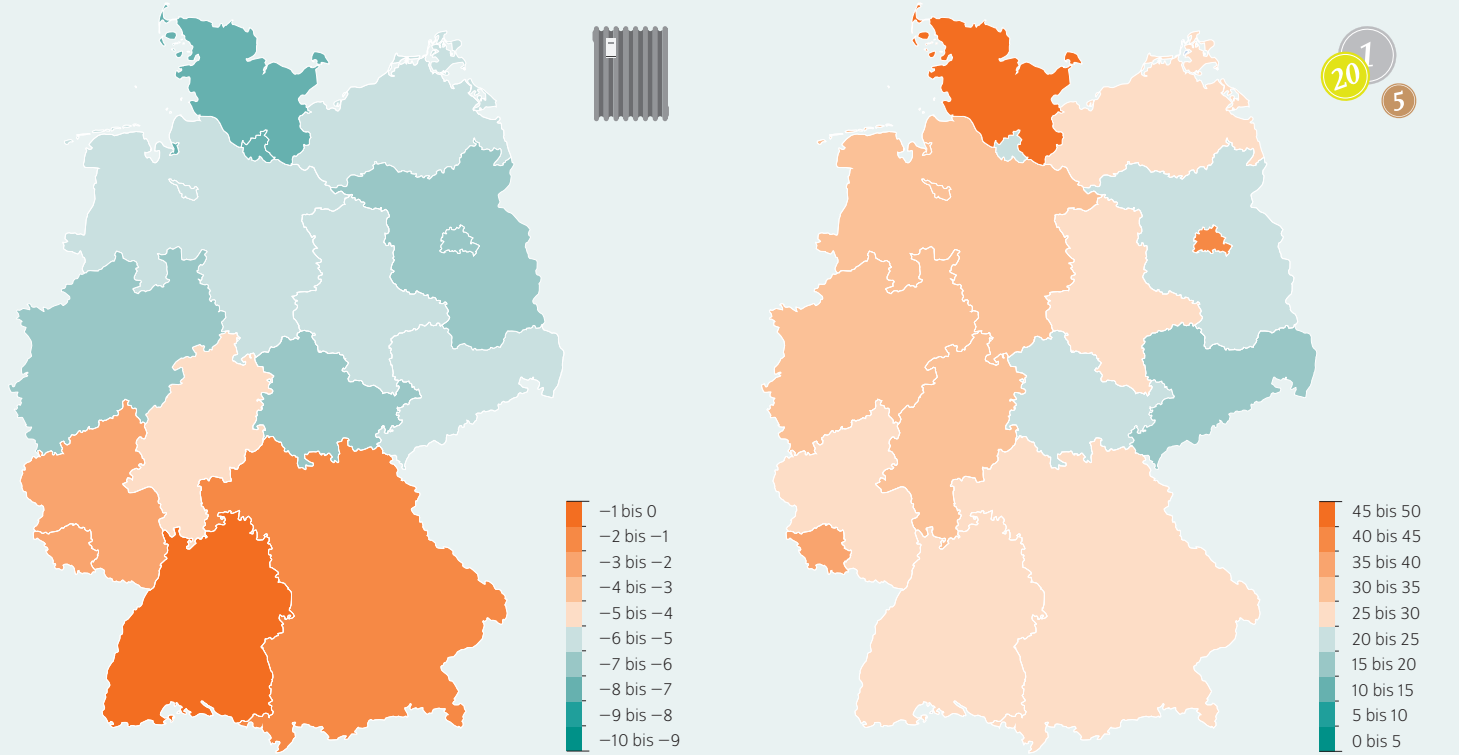 −1 bis 0
−2 bis −1
−3 bis −2
−4 bis −3
−5 bis −4
−6 bis −5
−7 bis −6
−8 bis −7
−9 bis −8
−10 bis −9
1
20
5
45 bis 50
40 bis 45
35 bis 40
30 bis 35
25 bis 30
20 bis 25
15 bis 20
10 bis 15
5 bis 10
0 bis 5